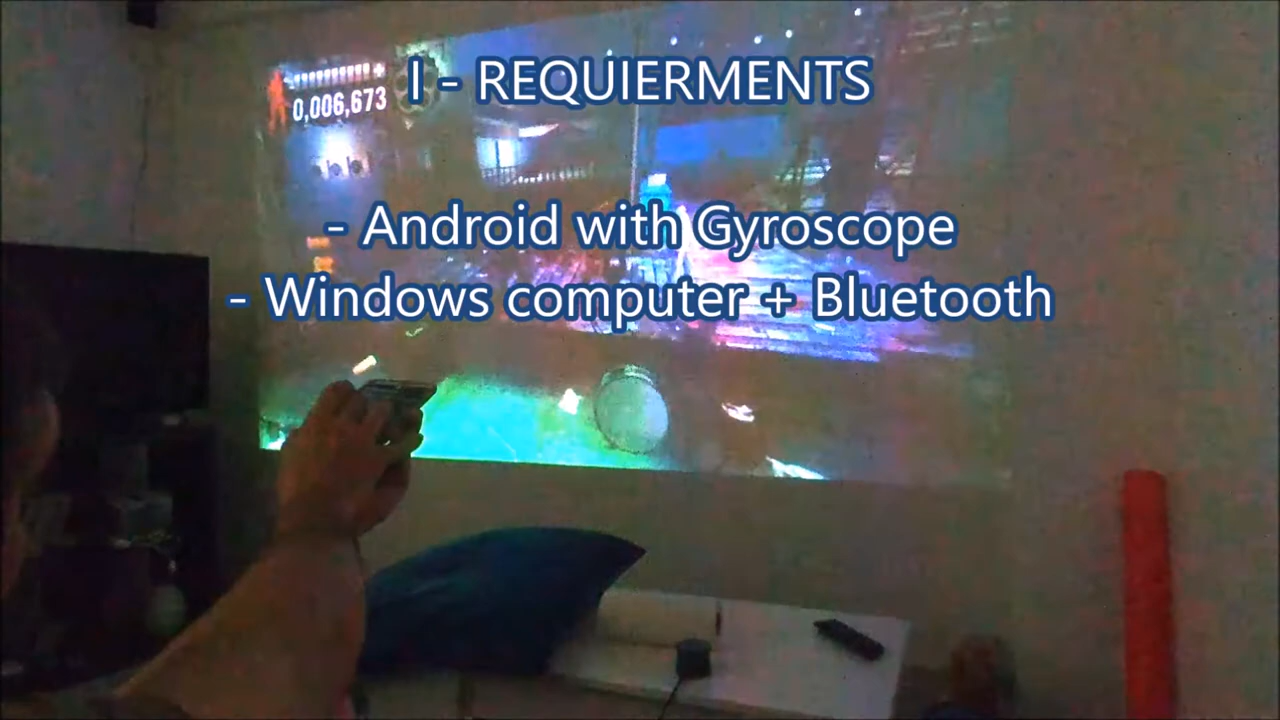 I - REQUIERMENTS
0,006,673
- Android with Gyroscope
- Windows computer + Bluetooth